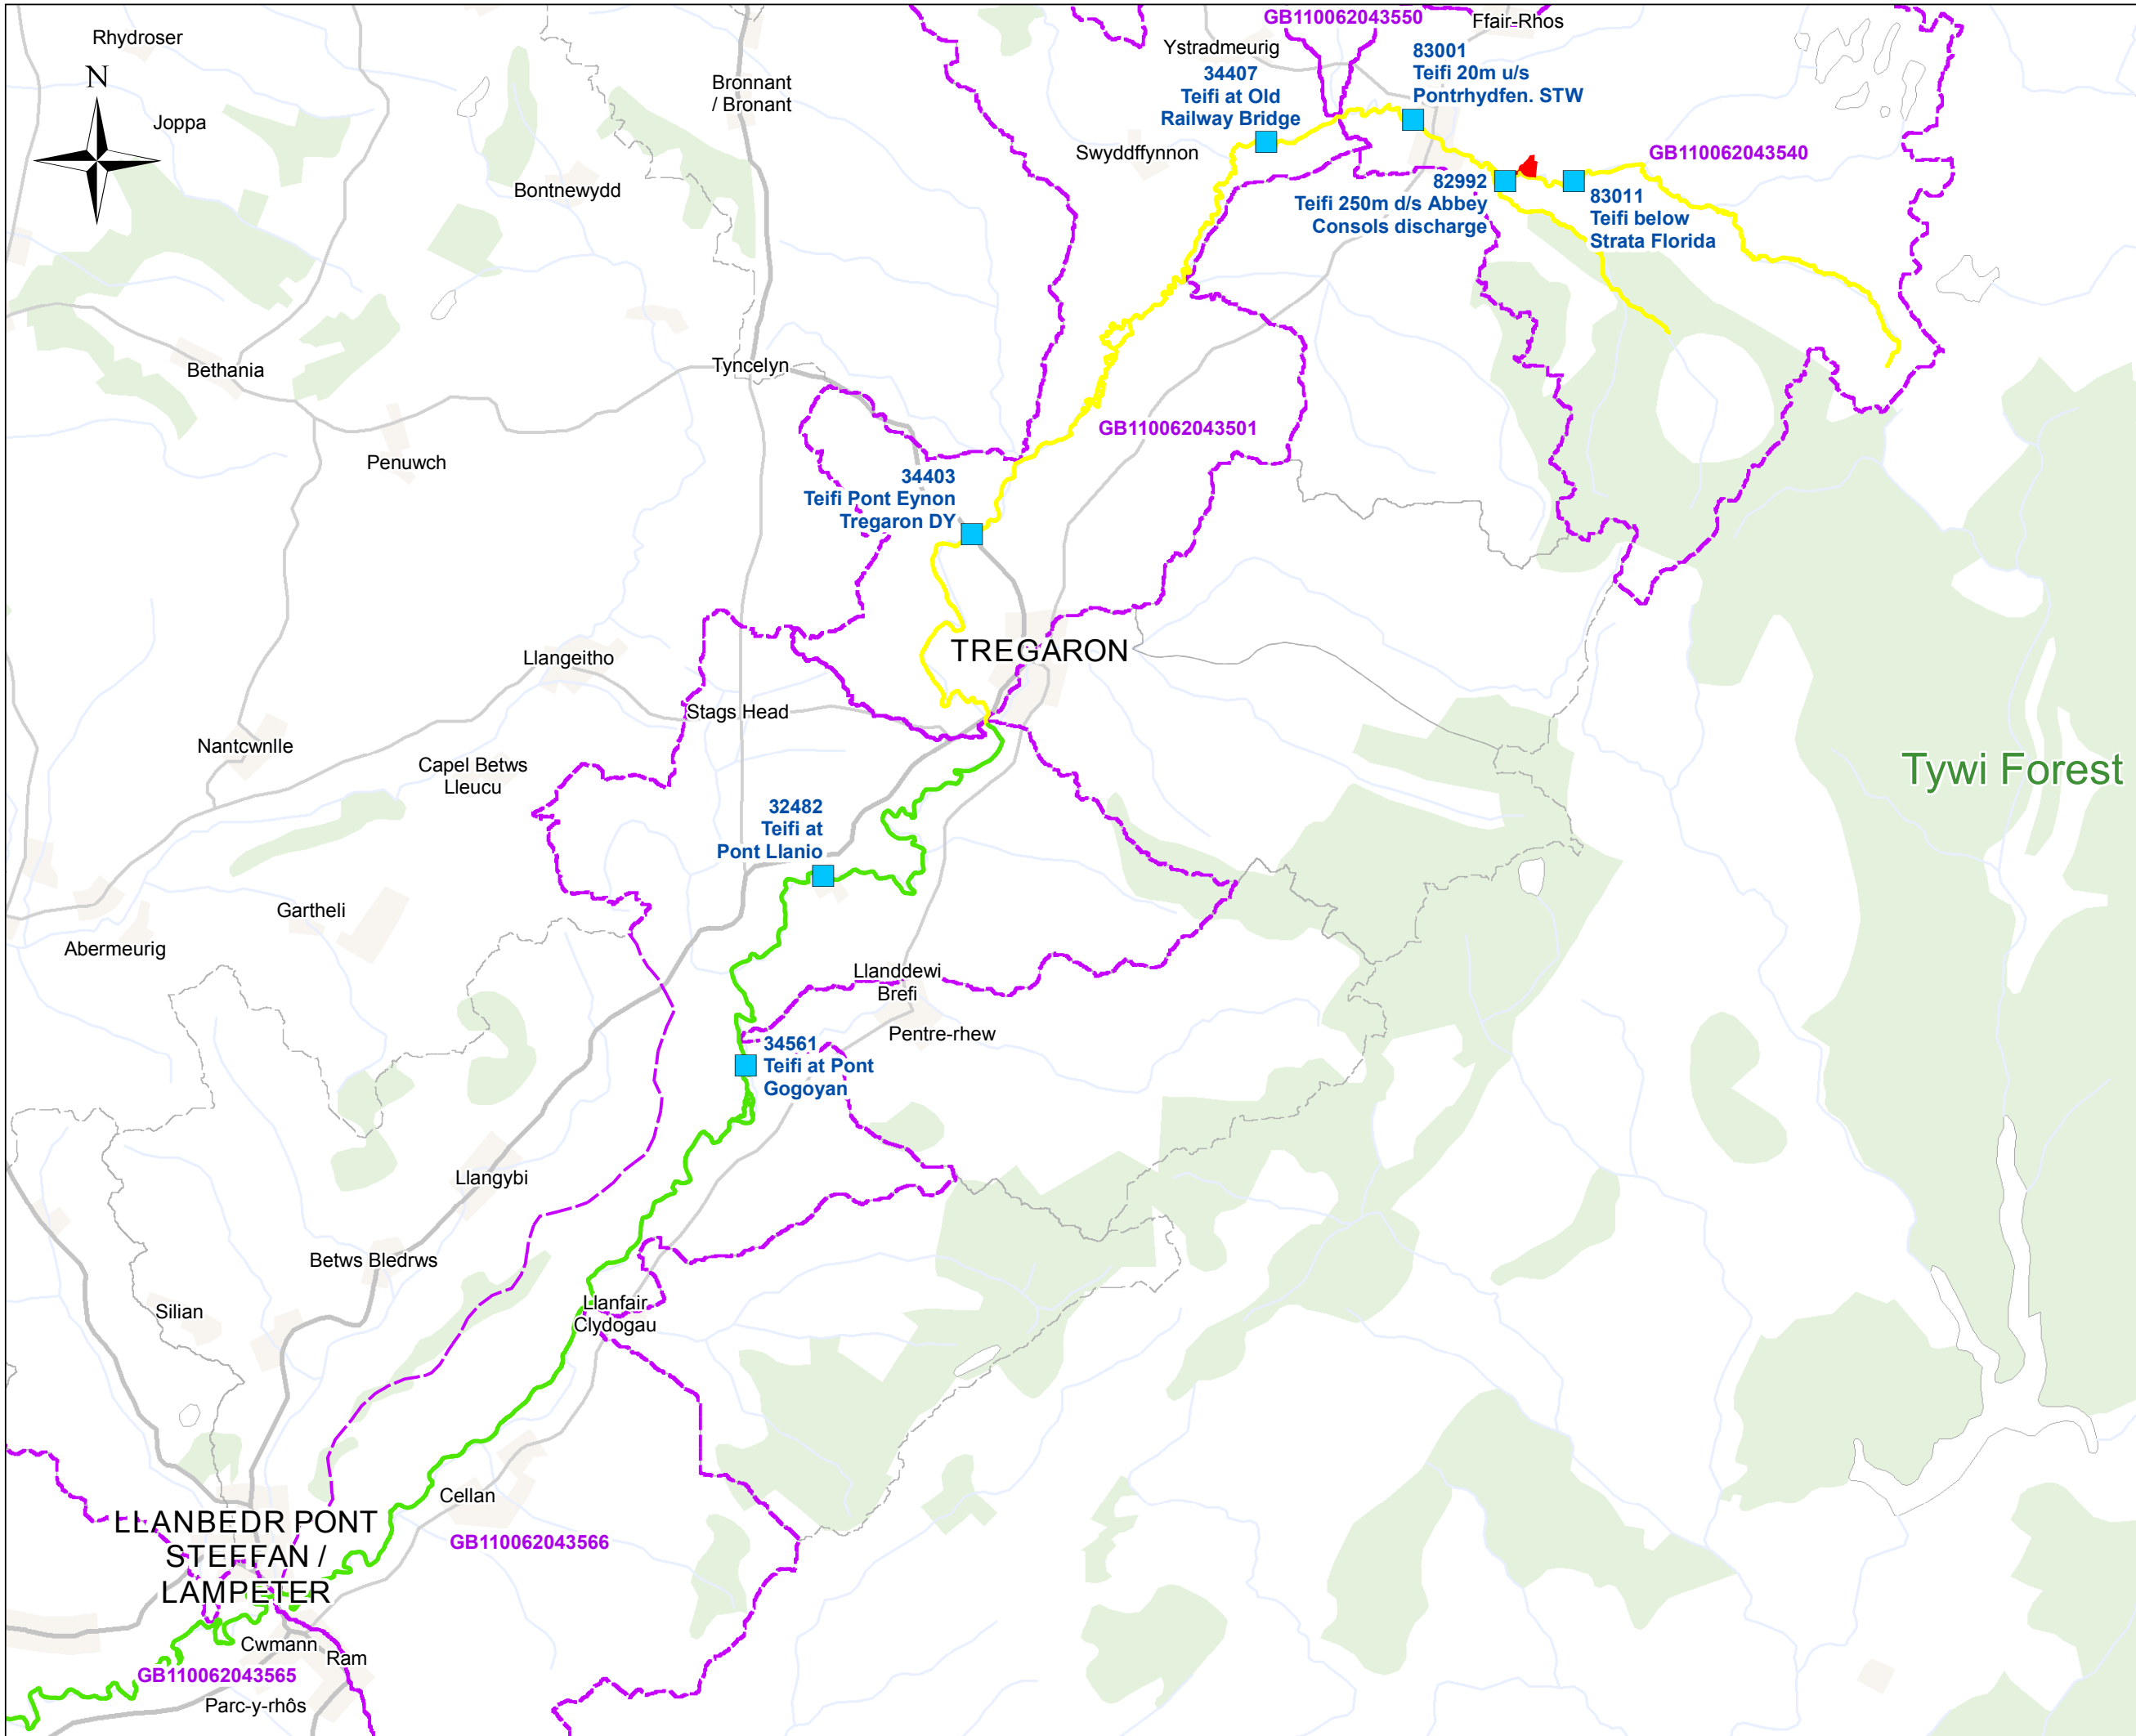 GB110062043550
Ffair-Rhos
Rhydroser
N
Ystradmeurig
83001
Teifi 20m u/s
Pontrhydfen. STW
34407
Teifi at Old
Railway Bridge
Bronnant
/ Bronant
Joppa
Swyddffynnon
GB110062043540
Bontnewydd
82992
Teifi 250m d/s Abbey
Consols discharge
83011
Teifi below
Strata Florida
Bethania
Tyncelyn
GB110062043501
Penuwch
34403
Teifi Pont Eynon
Tregaron DY
TREGARON
Llangeitho
Stags Head
Nantcwnlle
Capel Betws
Lleucu
Tywi Forest
32482
Teifi at
Pont Llanio
Gartheli
Abermeurig
Llanddewi
Brefi
Pentre-rhew
34561
Teifi at Pont
Gogoyan
Llangybi
Betws Bledrws
Silian
Llanfair
Clydogau
Cellan
LLANBEDR PONT
STEFFAN /
LAMPETER
GB110062043566
Cwmann
Ram
GB110062043565
Parc-y-rhôs